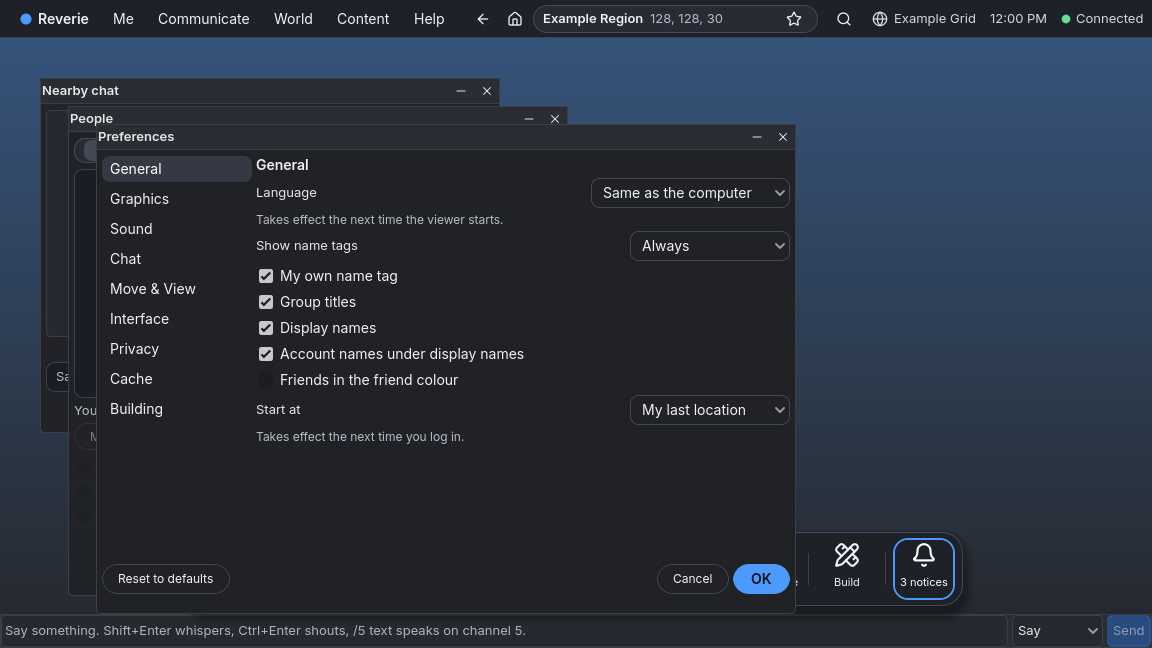 Reverie Me Communicate World Content Help Example Region 128, 128, 30 Example Grid 12:00 PM Connected
Nearby chat
People
Preferences
General
Graphics
Sound
Chat
Move & View
Interface
Privacy
Cache
Building
General
Language Same as the computer
Takes effect the next time the viewer starts.
Show name tags Always
My own name tag
Group titles
Display names
Account names under display names
Friends in the friend colour
Start at My last location
Takes effect the next time you log in.
Reset to defaults Cancel OK
Build 3 notices
Say something. Shift+Enter whispers, Ctrl+Enter shouts, /5 text speaks on channel 5. Say Send